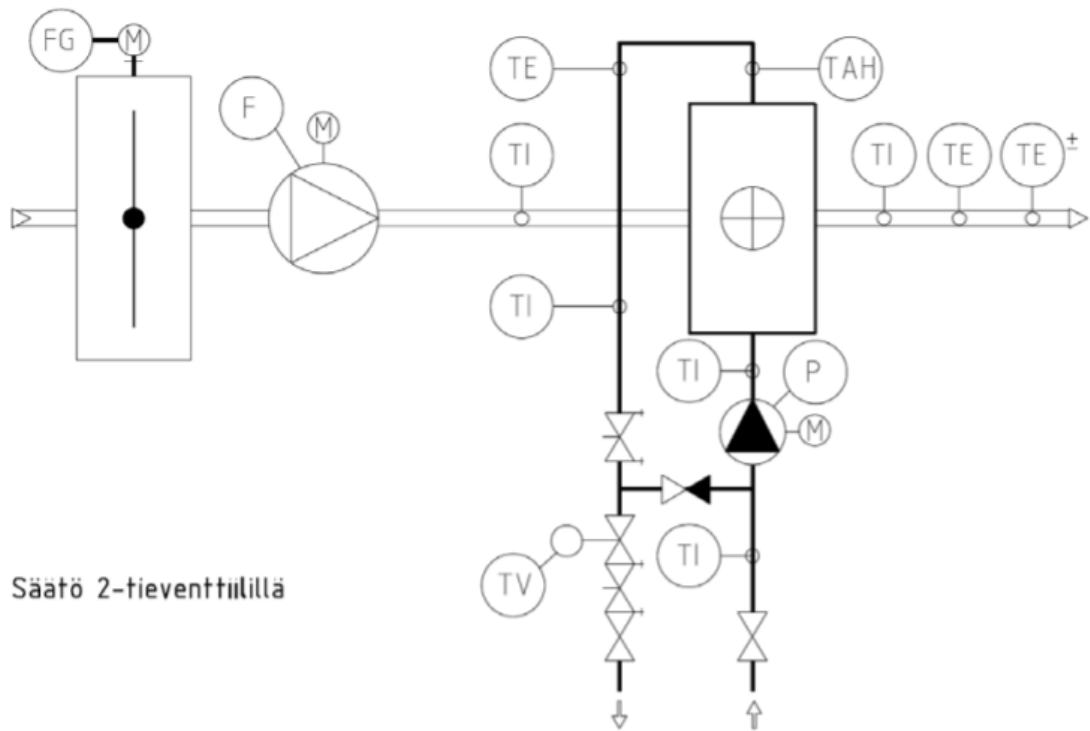 FG M
F
M
TE
TAH
TI
TI
TE
TE ±
TI
TI
P
M
TI
TV
Säätö 2-tieventtiilillä